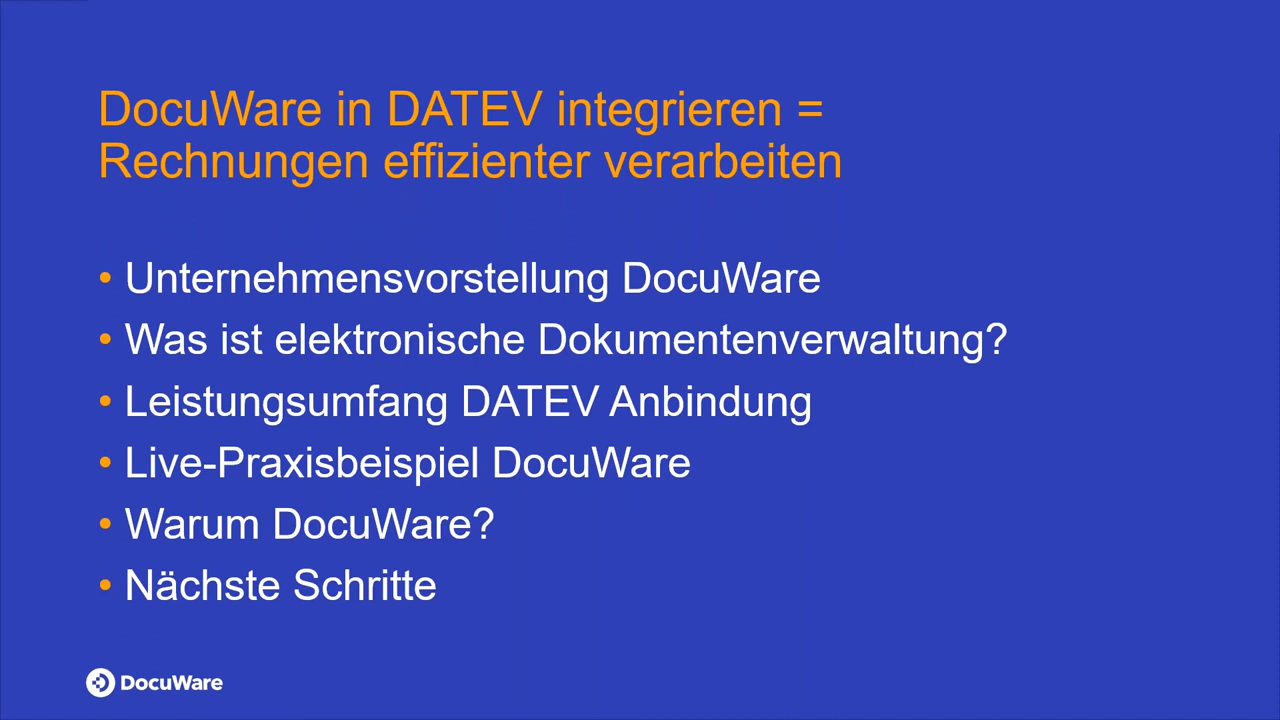 DocuWare in DATEV integrieren =
Rechnungen effizienter verarbeiten
• Unternehmensvorstellung DocuWare
• Was ist elektronische Dokumentenverwaltung?
• Leistungsumfang DATEV Anbindung
• Live-Praxisbeispiel DocuWare
• Warum DocuWare?
• Nächste Schritte
DocuWare